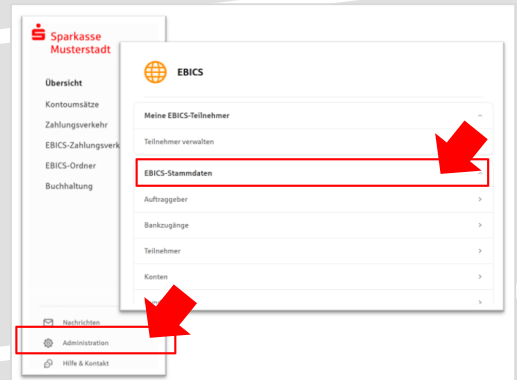 Sparkasse
Musterstadt
Übersicht
Kontoumsätze
Zahlungsverkehr
EBICS-Zahlungsverk
EBICS-Ordner
Buchhaltung
Nachrichten
Administration
Hilfe & Kontakt
EBICS
Meine EBICS-Teilnehmer
Teilnehmer verwalten
EBICS-Stammdaten
Auftraggeber
Bankzugänge
Teilnehmer
Konten